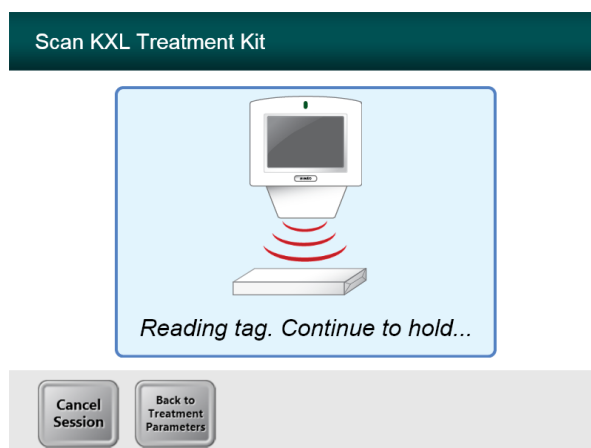 Scan KXL Treatment Kit
Reading tag. Continue to hold...
Cancel
Session
Back to
Treatment
Parameters